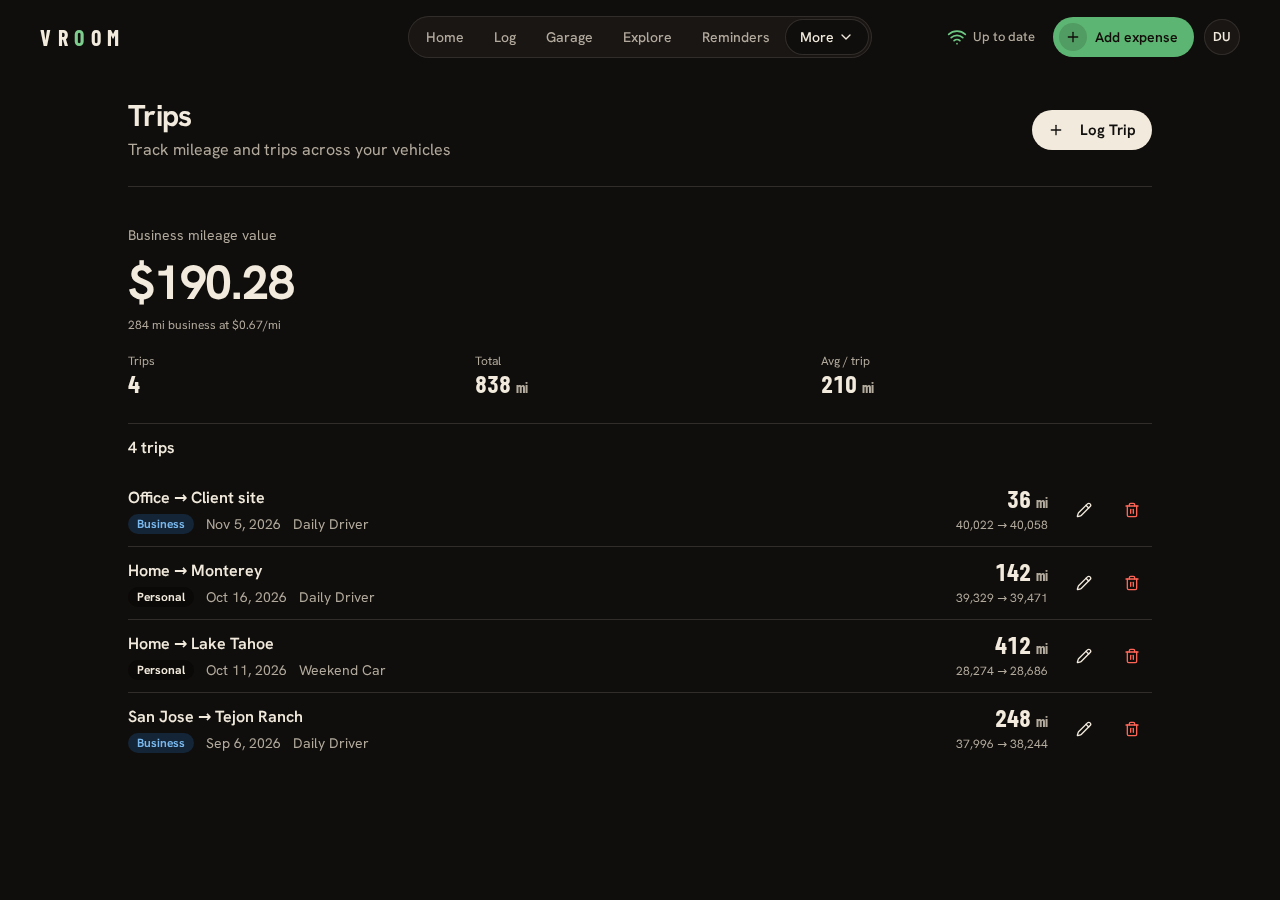 VROOM
Home Log Garage Explore Reminders More
Up to date
Add expense
DU
Trips
Track mileage and trips across your vehicles
Log Trip
Business mileage value
$190.28
284 mi business at $0.67/mi
Trips Total Avg / trip
4 838 mi 210 mi
4 trips
Office → Client site 36 mi
Business Nov 5, 2026 Daily Driver 40,022 → 40,058
Home → Monterey 142 mi
Personal Oct 16, 2026 Daily Driver 39,329 → 39,471
Home → Lake Tahoe 412 mi
Personal Oct 11, 2026 Weekend Car 28,274 → 28,686
San Jose → Tejon Ranch 248 mi
Business Sep 6, 2026 Daily Driver 37,996 → 38,244